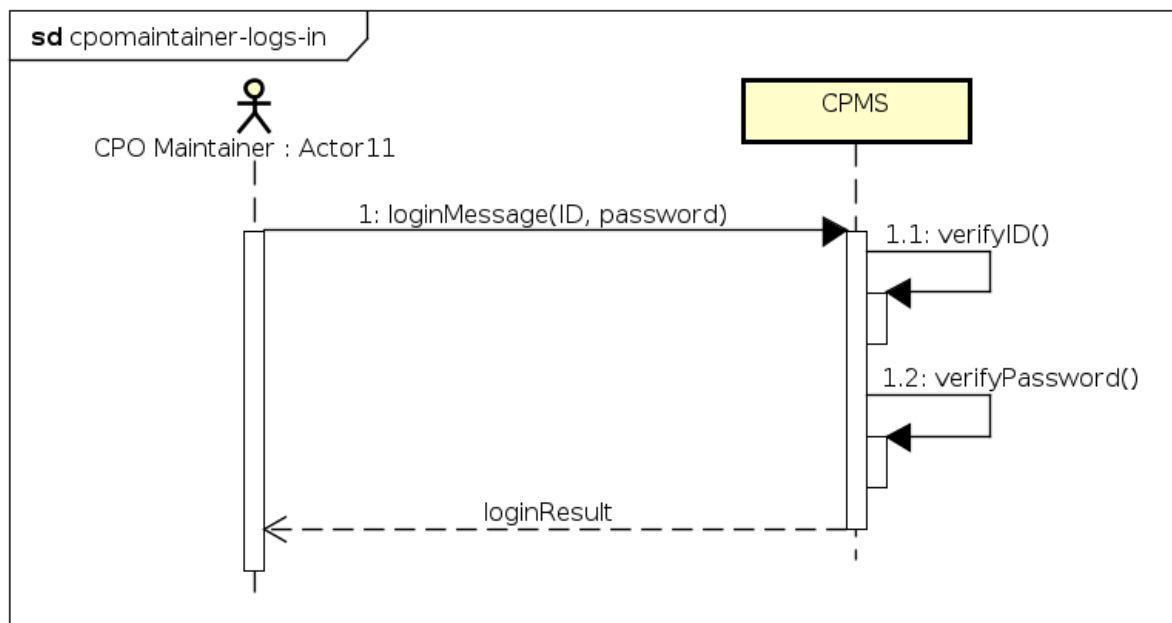 sd cpomaintainer-logs-in
CPO Maintainer : Actor11
CPMS
1: loginMessage(ID, password)
1.1: verifyID()
1.2: verifyPassword()
loginResult